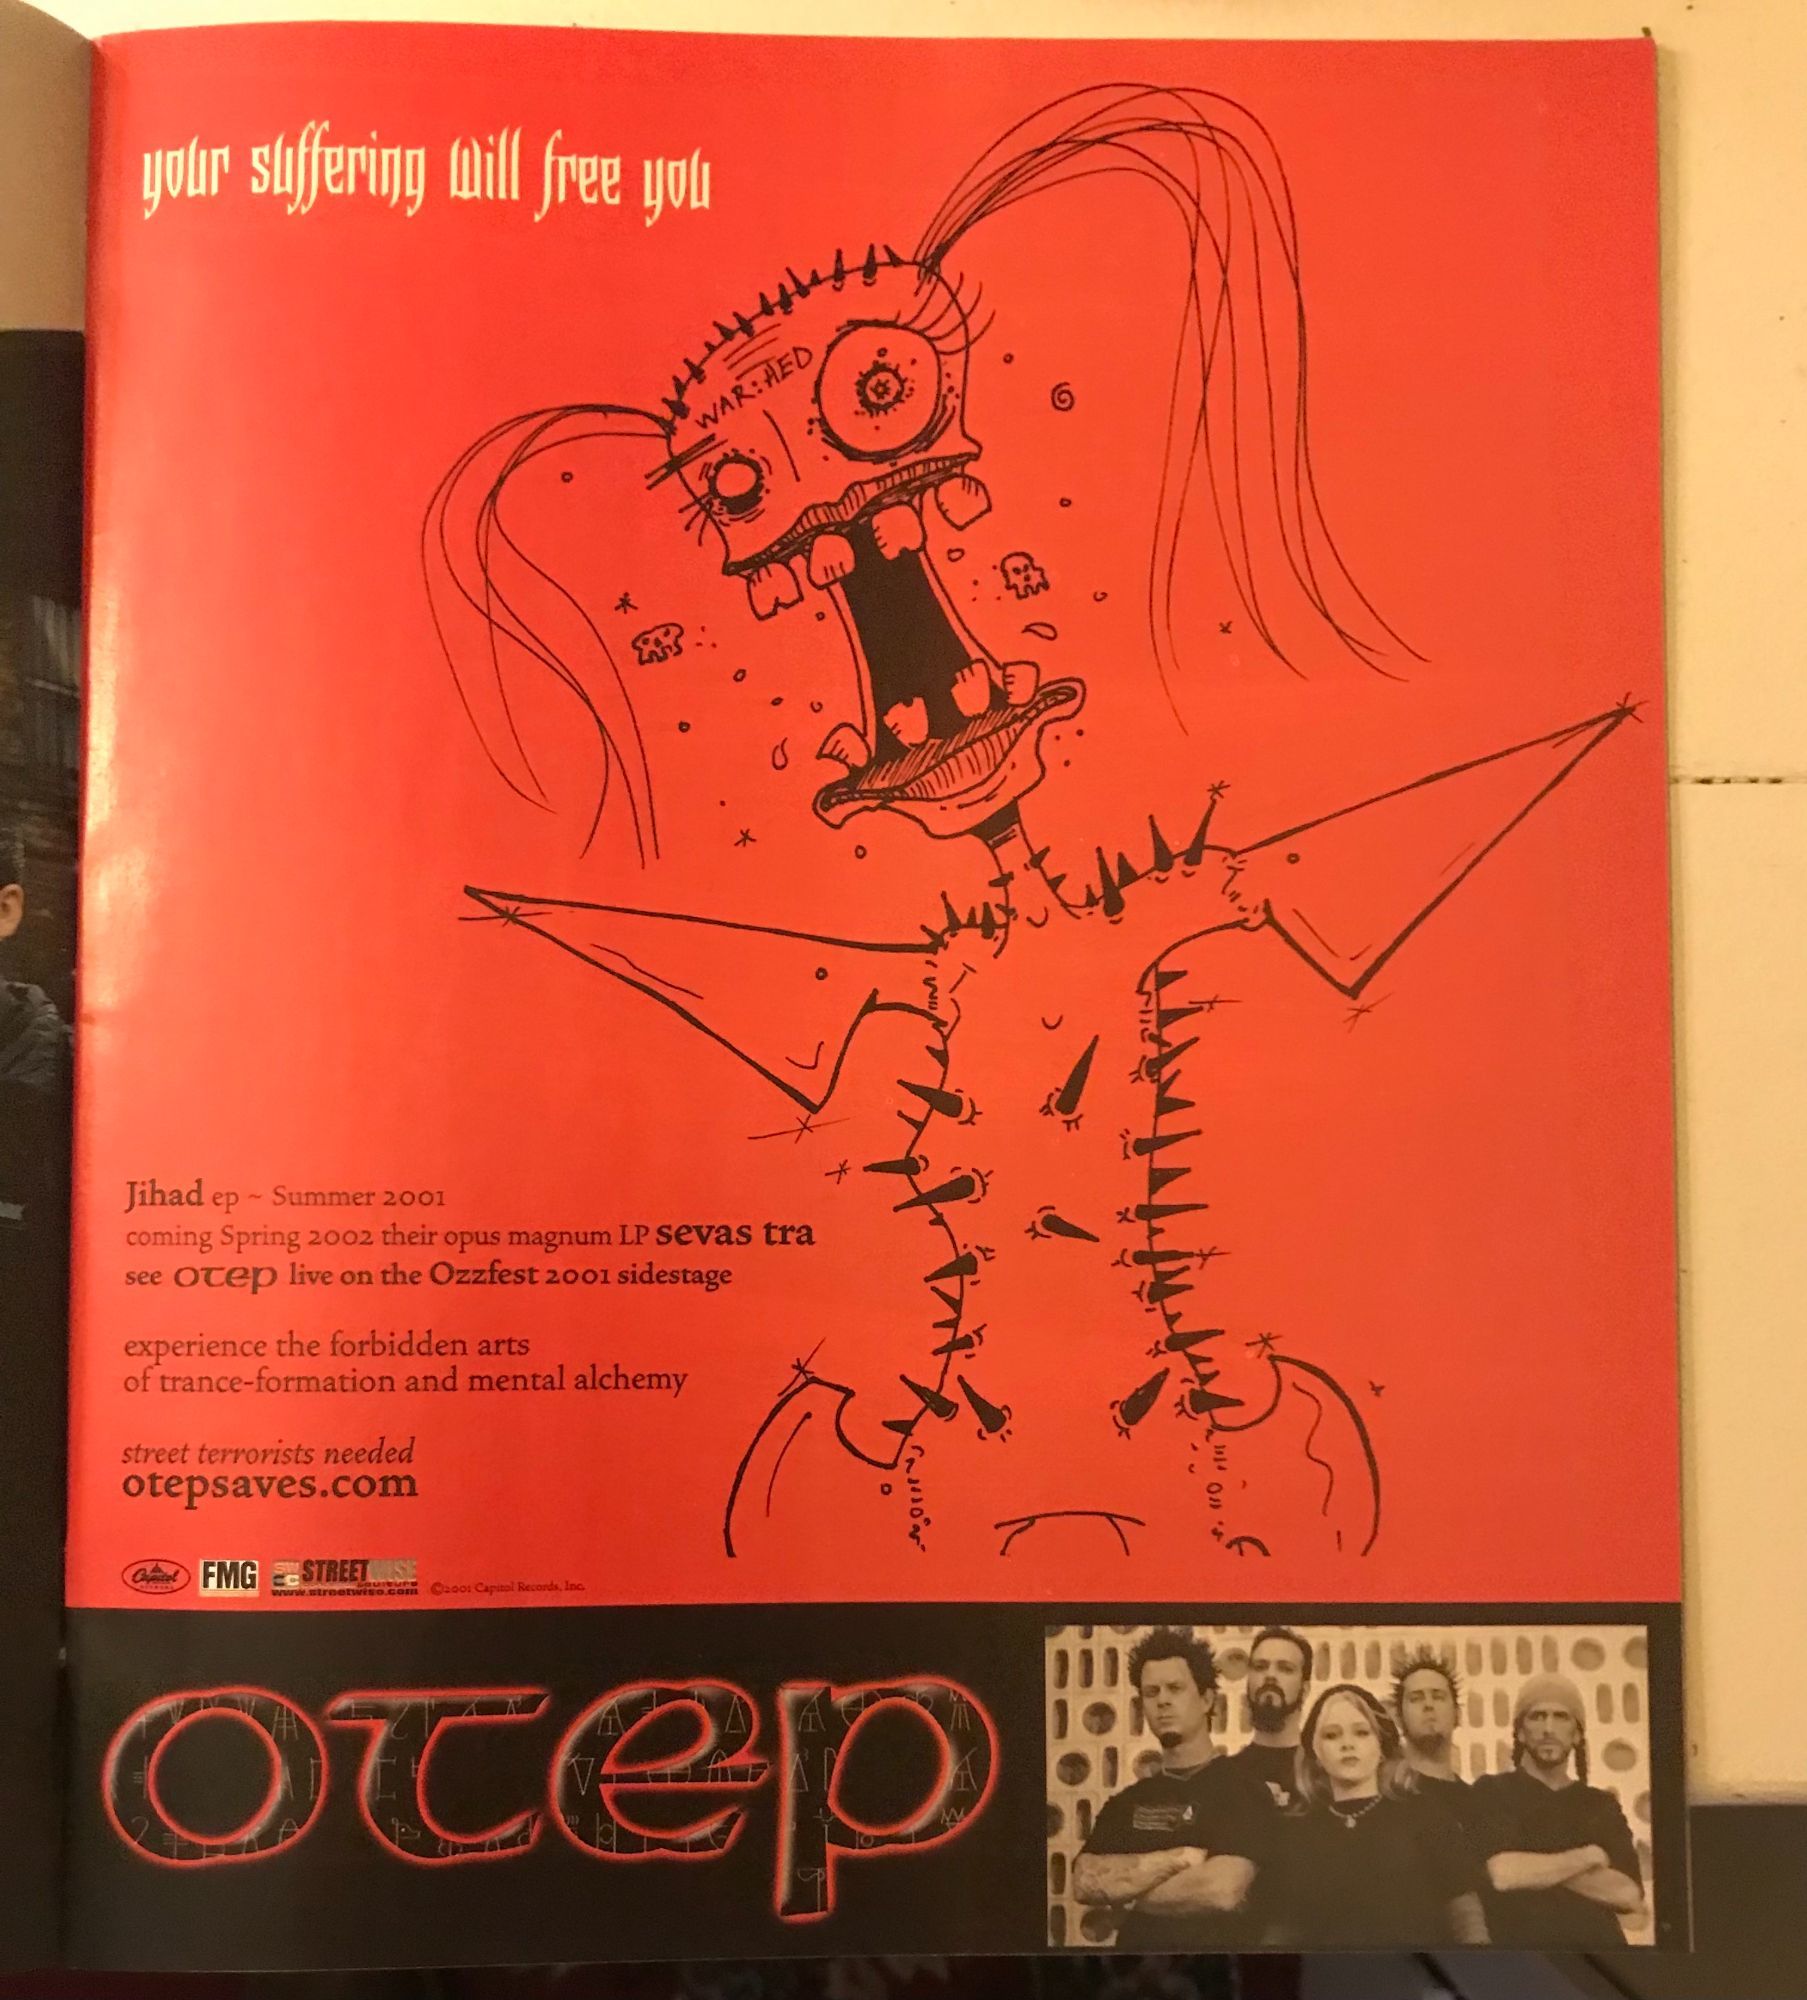 your suffering will free you
WAR:HED
Jihad ep ~ Summer 2001
coming Spring 2002 their opus magnum LP sevas tra
see otep live on the Ozzfest 2001 sidestage
experience the forbidden arts
of trance-formation and mental alchemy
street terrorists needed
otepsaves.com
Capitol FMG STREETWISE
www.streetwise.com ©2001 Capitol Records, Inc.
otep